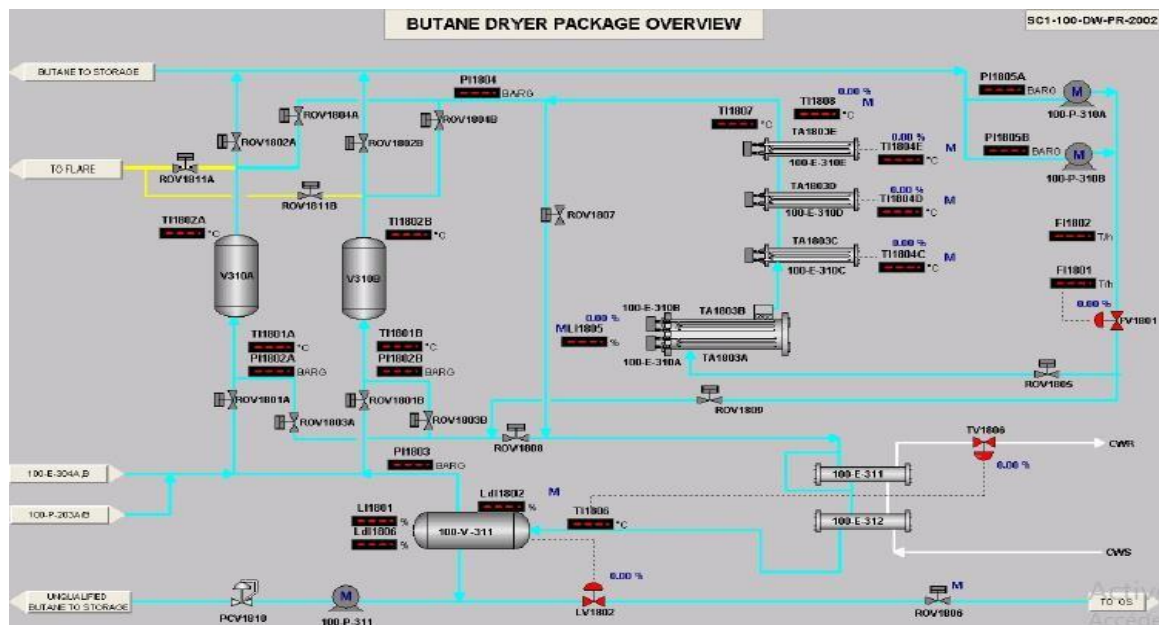 BUTANE DRYER PACKAGE OVERVIEW
SC1-100-DW-PR-2002
BUTANE TO STORAGE
PI1804
BARG
PI1805A
BARG
M
100-P-310A
0.00 %
TI1808
M
°C
TI1807
°C
ROV1804A
ROV1804B
ROV1802A
ROV1802B
TA1803E
0.00 %
TI1804E
°C
M
100-E-310E
PI1805B
BARG
M
100-P-310B
TO FLARE
ROV1811A
ROV1811B
TA1803D
0.00 %
TI1804D
°C
M
100-E-310D
ROV1807
TI1802A
°C
TI1802B
°C
FI1802
T/h
TA1803C
0.00 %
TI1804C
°C
M
100-E-310C
V310A
V310B
FI1801
T/h
0.00 %
FV1801
100-E-310B
TA1803B
0.00 %
MLI1805
%
100-E-310A
TA1803A
TI1801A
°C
TI1801B
°C
PI1802A
BARG
PI1802B
BARG
ROV1805
ROV1801A
ROV1801B
ROV1809
ROV1803A
ROV1803B
ROV1808
TV1806
CWR
0.00 %
PI1803
BARG
100-E-304A,B
100-E-311
LdI1802
M
%
LI1801
%
TI1806
°C
100-P-203A/B
100-E-312
LdI1806
%
100-V-311
CWS
0.00 %
UNQUALIFIED
BUTANE TO STORAGE
PCV1810
M
100-P-311
LV1802
M
ROV1806